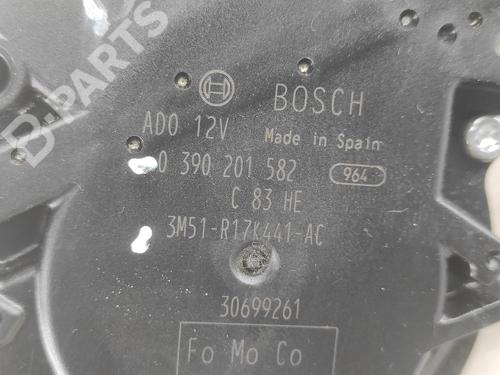 B-PARTS
BOSCH
AD0 12V Made in Spain
0 390 201 582 964
C 83 HE
3M51-R17K441-AC
30699261
Fo Mo Co